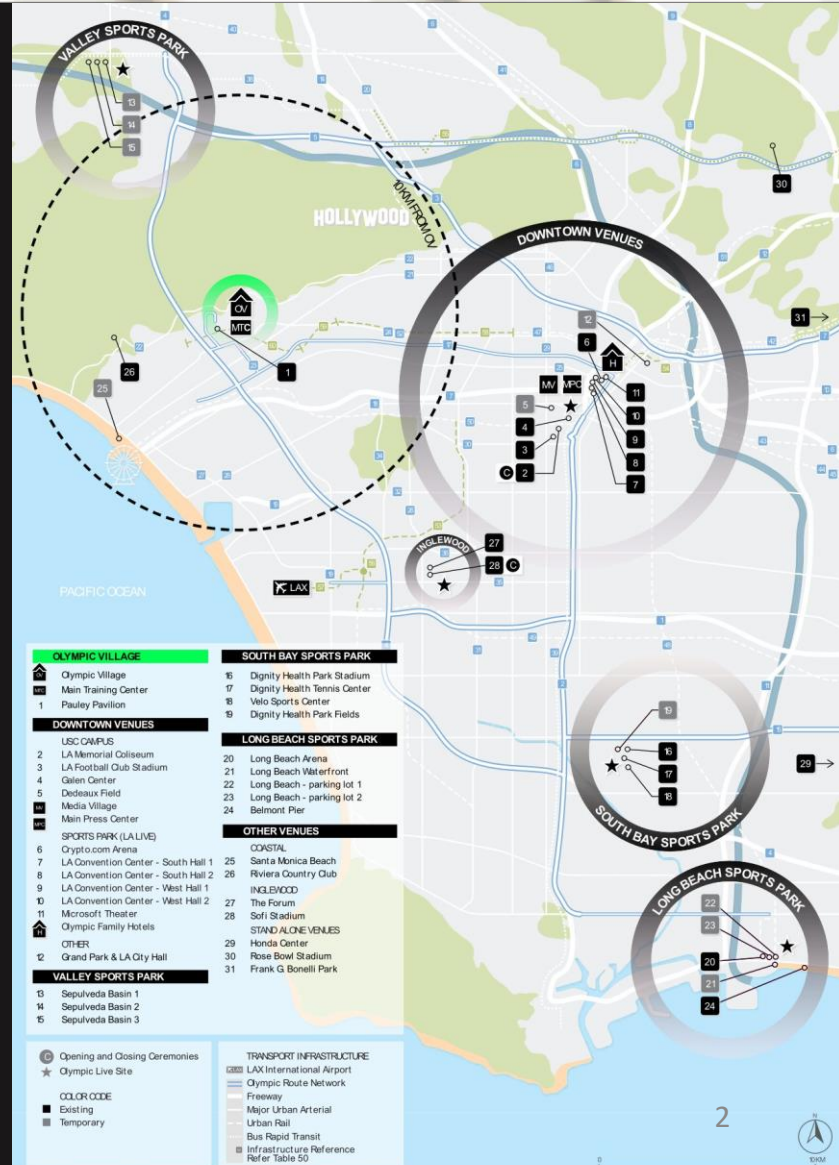 VALLEY SPORTS PARK
13
14
15
10KM FROM OV
HOLLYWOOD
30
DOWNTOWN VENUES
31
OV
MTC
1
26
25
12
6
H
MV
MPC
5
4
3
C
2
11
10
9
8
7
INGLEWOOD
27
28
C
LAX
PACIFIC OCEAN
19
16
17
18
29
SOUTH BAY SPORTS PARK
LONG BEACH SPORTS PARK
22
23
20
21
24
OLYMPIC VILLAGE
OV Olympic Village
MPC Main Training Center
1 Pauley Pavilion
DOWNTOWN VENUES
USC CAMPUS
2 LA Memorial Coliseum
3 LA Football Club Stadium
4 Galen Center
5 Dedeaux Field
MV Media Village
MPC Main Press Center
SPORTS PARK (LA LIVE)
6 Crypto.com Arena
7 LA Convention Center - South Hall 1
8 LA Convention Center - South Hall 2
9 LA Convention Center - West Hall 1
10 LA Convention Center - West Hall 2
11 Microsoft Theater
H Olympic Family Hotels
OTHER
12 Grand Park & LA City Hall
VALLEY SPORTS PARK
13 Sepulveda Basin 1
14 Sepulveda Basin 2
15 Sepulveda Basin 3
SOUTH BAY SPORTS PARK
16 Dignity Health Park Stadium
17 Dignity Health Tennis Center
18 Velo Sports Center
19 Dignity Health Park Fields
LONG BEACH SPORTS PARK
20 Long Beach Arena
21 Long Beach Waterfront
22 Long Beach - parking lot 1
23 Long Beach - parking lot 2
24 Belmont Pier
OTHER VENUES
COASTAL
25 Santa Monica Beach
26 Riviera Country Club
INGLEWOOD
27 The Forum
28 Sofi Stadium
STAND ALONE VENUES
29 Honda Center
30 Rose Bowl Stadium
31 Frank G Bonelli Park
C Opening and Closing Ceremonies
Olympic Live Site
COLOR CODE
Existing
Temporary
TRANSPORT INFRASTRUCTURE
LAX International Airport
Olympic Route Network
Freeway
Major Urban Arterial
Urban Rail
Bus Rapid Transit
Infrastructure Reference
Refer Table 50
2
0
10KM